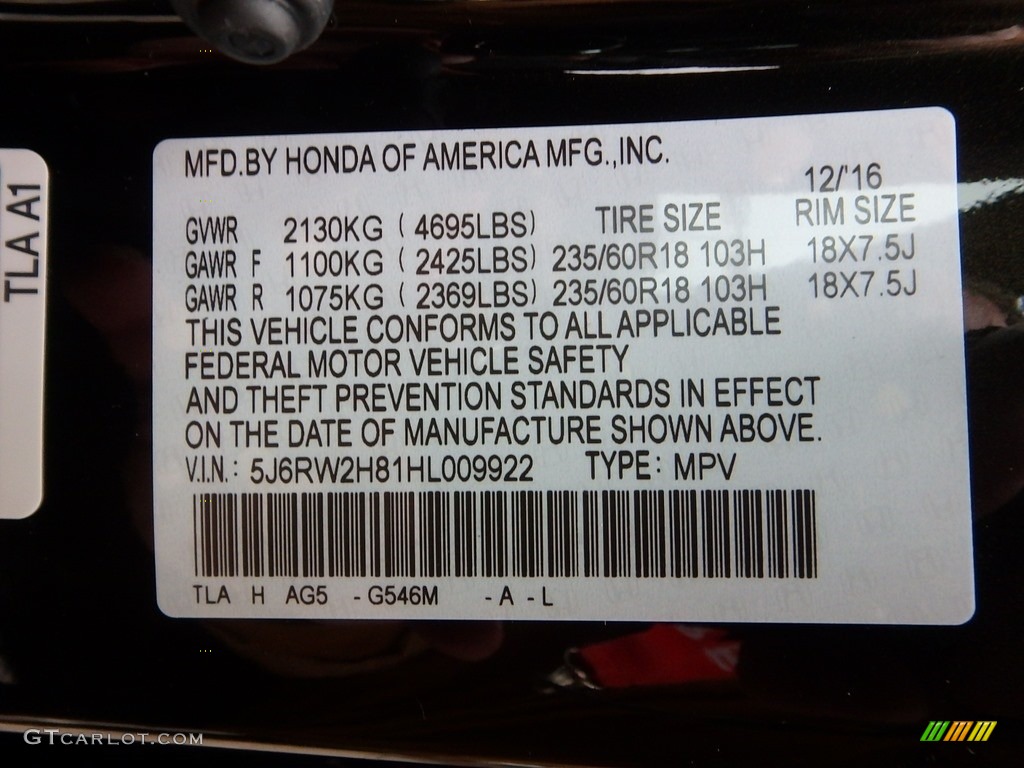 TLA A1
MFD.BY HONDA OF AMERICA MFG.,INC.
12/'16
GVWR 2130KG ( 4695LBS) TIRE SIZE RIM SIZE
GAWR F 1100KG ( 2425LBS) 235/60R18 103H 18X7.5J
GAWR R 1075KG ( 2369LBS) 235/60R18 103H 18X7.5J
THIS VEHICLE CONFORMS TO ALL APPLICABLE
FEDERAL MOTOR VEHICLE SAFETY
AND THEFT PREVENTION STANDARDS IN EFFECT
ON THE DATE OF MANUFACTURE SHOWN ABOVE.
V.I.N.: 5J6RW2H81HL009922 TYPE: MPV
TLA H AG5 -G546M -A -L
GTCARLOT.COM